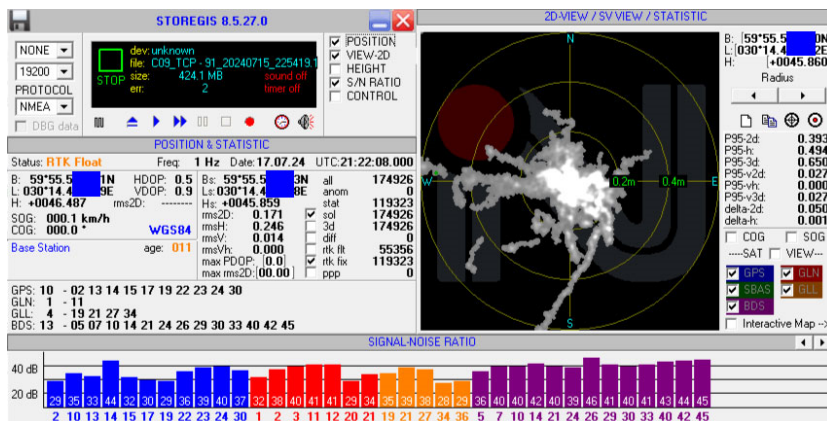 STOREGIS 8.5.27.0
NONE
19200
PROTOCOL
NMEA
DBG data
STOP
dev: unknown
file: C09_TCP - 91_20240715_225419.1
size: 424.1 MB sound off
err: 2 timer off
POSITION
VIEW-2D
HEIGHT
S/N RATIO
CONTROL
POSITION & STATISTIC
Status: RTK Float Freq: 1 Hz Date: 17.07.24 UTC:21:22:08.000
B: 59°55.5 1N HDOP: 0.5
L: 030°14.4 9E VDOP: 0.9
H: +0046.487 rms2D: --------
SOG: 000.1 km/h
COG: 000.0 ° WGS84
Base Station age: 011
Bs: 59°55.5 3N
Ls: 030°14.4 2E
Hs: +0045.859
rms2D: 0.171
rmsH: 0.246
rmsV: 0.014
rmsVh: 0.000
max PDOP: [0.0]
max rms2D: [00.00]
all 174926
anom 0
stat 119323
sol 174926
3d 174926
diff 0
rtk flt 55356
rtk fix 119323
ppp 0
GPS: 10 - 02 13 14 15 17 19 22 23 24 30
GLN: 1 - 11
GLL: 4 - 19 21 27 34
BDS: 13 - 05 07 10 14 21 24 26 29 30 33 40 42 45
2D-VIEW / SV VIEW / STATISTIC
N
W
E
S
0.2m
0.4m
B: [59°55.5 0N
L: [030°14.4
H: [+0045.860
Radius
P95-2d: 0.393
P95-h: 0.494
P95-3d: 0.650
P95-v2d: 0.027
P95-vh: 0.000
P95-v3d: 0.027
delta-2d: 0.050
delta-h: 0.001
COG SOG
-----SAT VIEW---
GPS GLN
SBAS GLL
BDS
Interactive Map -->
SIGNAL-NOISE RATIO
40 dB
20 dB
29 35 33 44 32 30 29 36 39 40 37 32 38 40 41 41 29 34 35 39 38 28 29 36 40 40 42 40 39 46 41 40 41 43 44 45
2 10 13 14 15 17 19 22 23 24 30 1 2 3 11 12 20 21 19 21 27 34 36 5 7 10 14 21 24 26 29 30 33 40 42 45